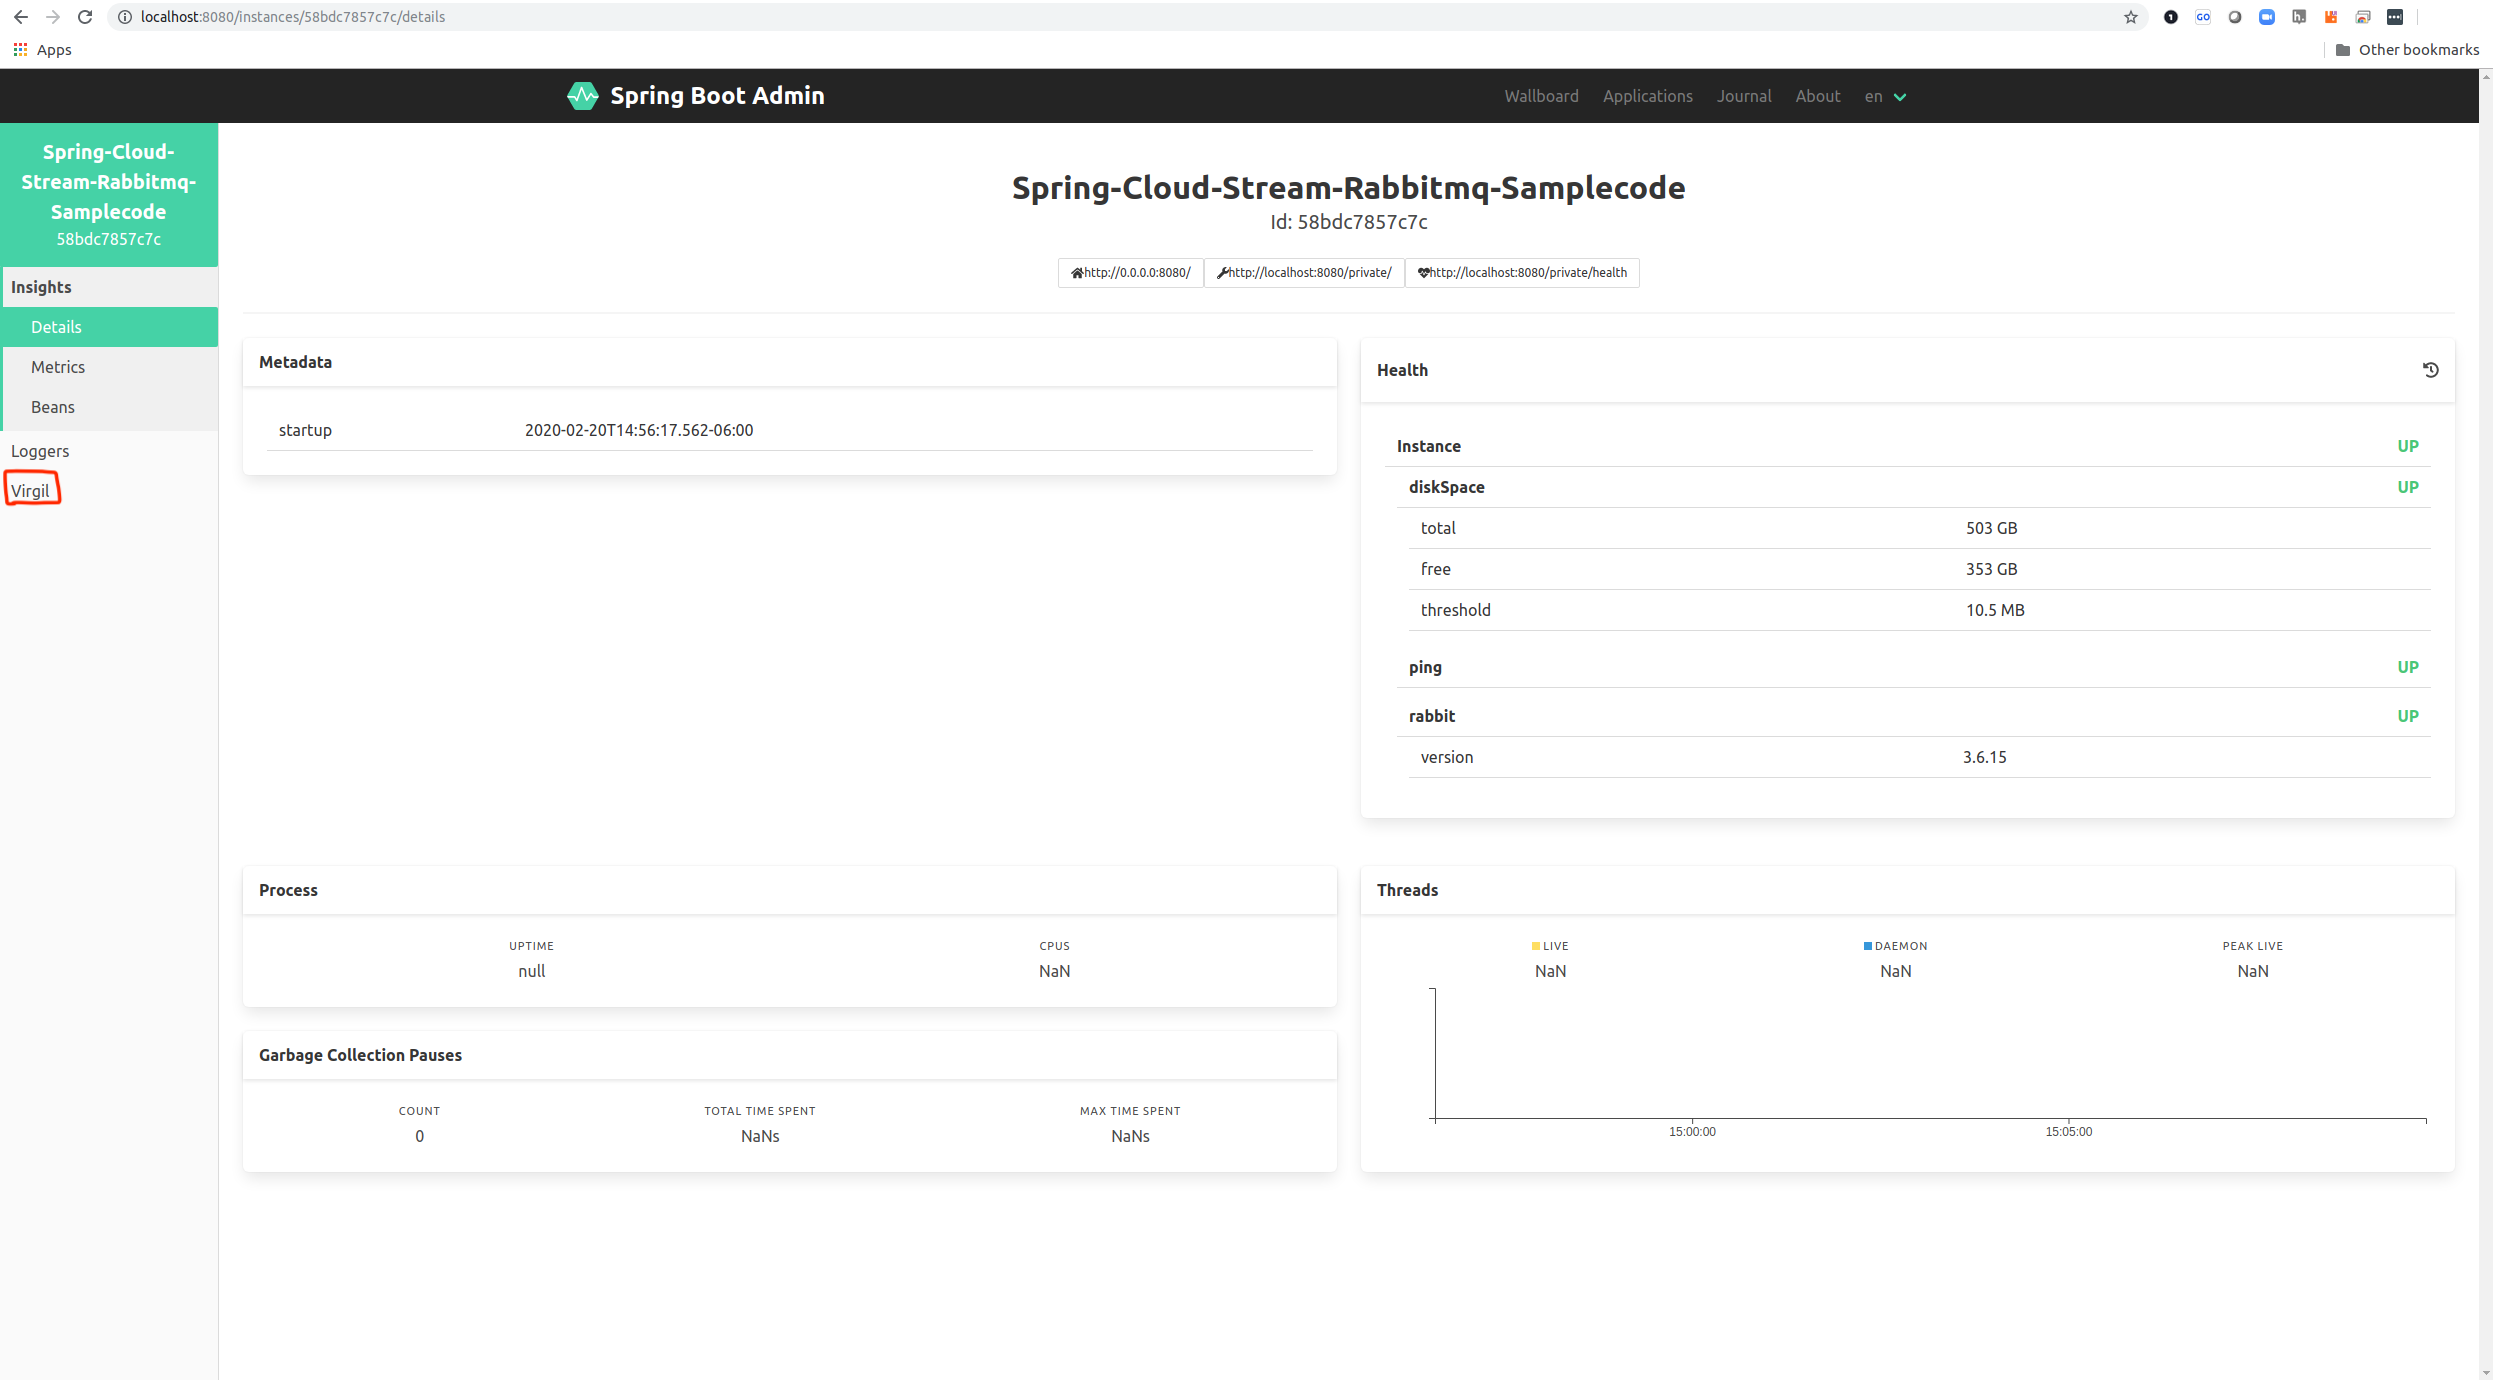 localhost:8080/instances/58bdc7857c7c/details
GO
Apps
Other bookmarks
Spring Boot Admin
Wallboard Applications Journal About en
Spring-Cloud-
Stream-Rabbitmq-
Samplecode
58bdc7857c7c
Insights
Details
Metrics
Beans
Loggers
Virgil
Spring-Cloud-Stream-Rabbitmq-Samplecode
Id: 58bdc7857c7c
http://0.0.0.0:8080/ http://localhost:8080/private/ http://localhost:8080/private/health
Metadata
startup 2020-02-20T14:56:17.562-06:00
Health
Instance UP
diskSpace UP
total 503 GB
free 353 GB
threshold 10.5 MB
ping UP
rabbit UP
version 3.6.15
Process
UPTIME CPUS
null NaN
Threads
LIVE DAEMON PEAK LIVE
NaN NaN NaN
15:00:00 15:05:00
Garbage Collection Pauses
COUNT TOTAL TIME SPENT MAX TIME SPENT
0 NaNs NaNs